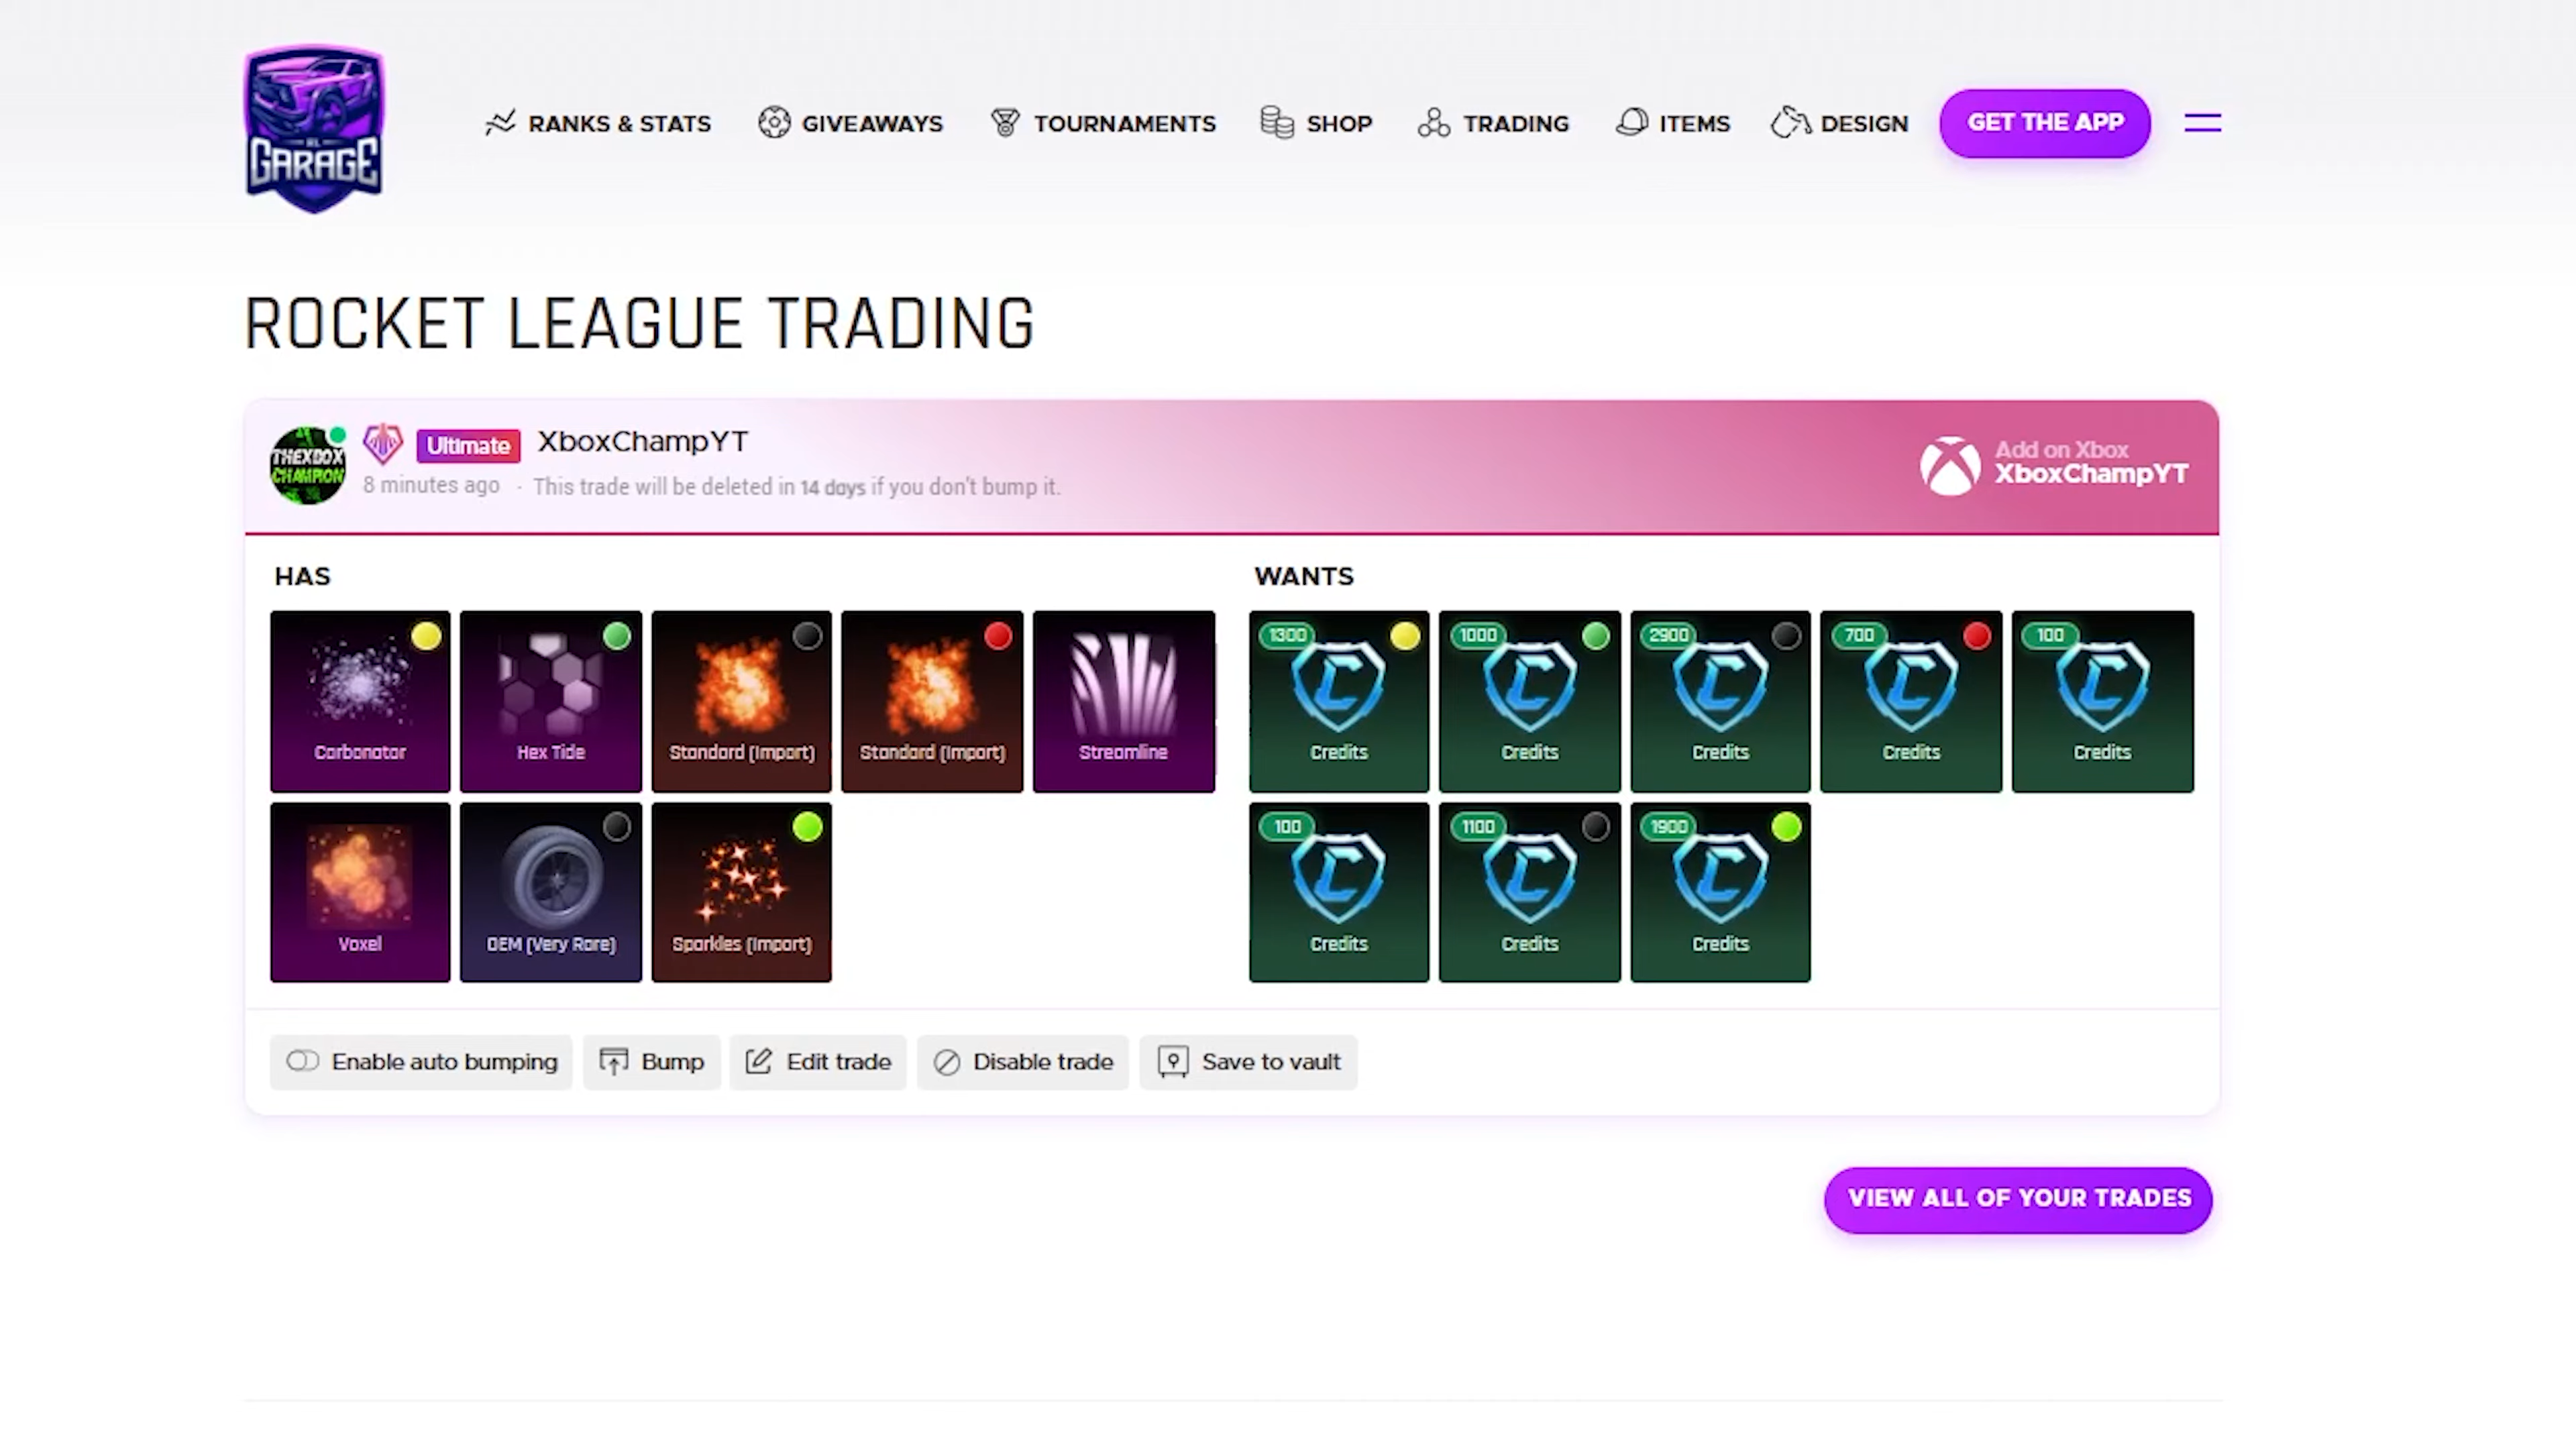 RL
GARAGE
RANKS & STATS
GIVEAWAYS
TOURNAMENTS
SHOP
TRADING
ITEMS
DESIGN
GET THE APP
ROCKET LEAGUE TRADING
THEXBOX
CHAMPION
Ultimate
XboxChampYT
8 minutes ago · This trade will be deleted in 14 days if you don't bump it.
Add on Xbox
XboxChampYT
HAS
Carbonator
Hex Tide
Standard (Import)
Standard (Import)
Streamline
Voxel
OEM (Very Rare)
Sparkles (Import)
WANTS
1300
Credits
1000
Credits
2900
Credits
700
Credits
100
Credits
100
Credits
1100
Credits
1900
Credits
Enable auto bumping
Bump
Edit trade
Disable trade
Save to vault
VIEW ALL OF YOUR TRADES